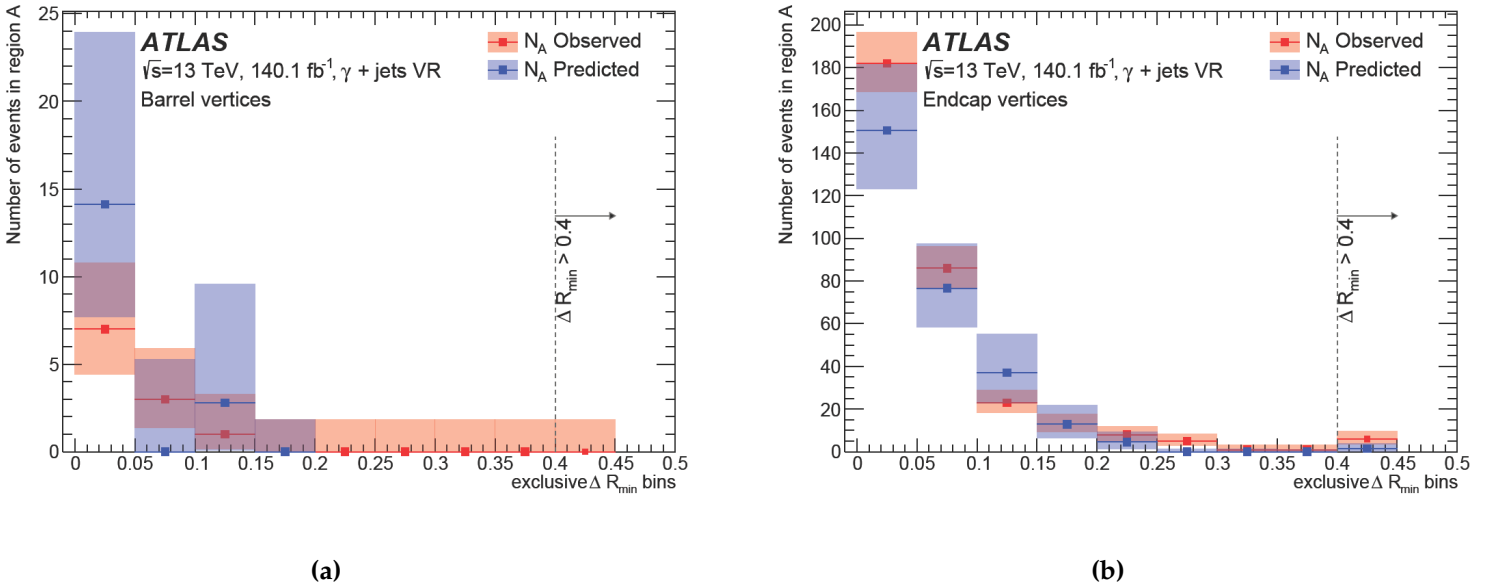 Number of events in region A
25
20
15
10
5
0
ATLAS
√s=13 TeV, 140.1 fb⁻¹, γ + jets VR
Barrel vertices
N_A Observed
N_A Predicted
Δ R_min > 0.4
0 0.05 0.1 0.15 0.2 0.25 0.3 0.35 0.4 0.45 0.5
exclusive Δ R_min bins
(a)
Number of events in region A
200
180
160
140
120
100
80
60
40
20
0
ATLAS
√s=13 TeV, 140.1 fb⁻¹, γ + jets VR
Endcap vertices
N_A Observed
N_A Predicted
Δ R_min > 0.4
0 0.05 0.1 0.15 0.2 0.25 0.3 0.35 0.4 0.45 0.5
exclusive Δ R_min bins
(b)